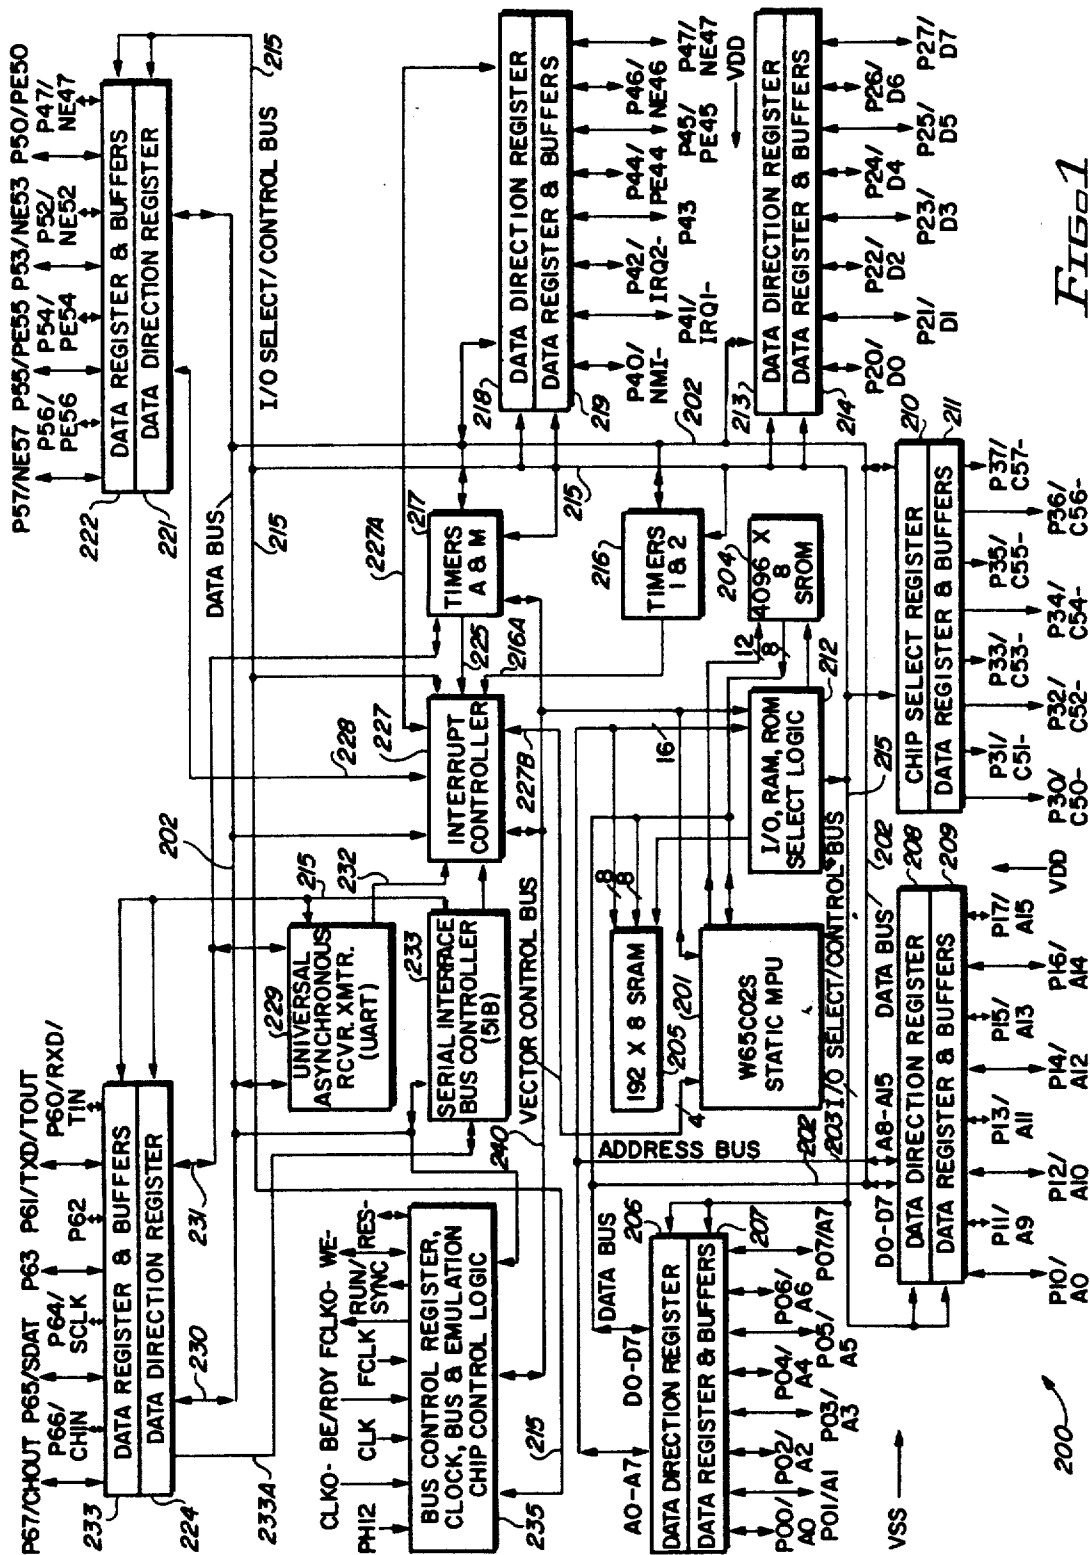 P57/NE57 P55/PE55 P53/NE53 P50/PE50
P56/
PE56
P54/
PE54
P52/
NE52
P47/
NE47
222
DATA REGISTER & BUFFERS
221
DATA DIRECTION REGISTER
DATA BUS
215
215
I/O SELECT/CONTROL BUS
P67/CHOUT P65/SDAT P63 P61/TXD/TOUT
P66/
CHIN
P64/
SCLK
P62
P60/RXD/
TIN
233
DATA REGISTER & BUFFFERS
224
DATA DIRECTION REGISTER
230
231
233A
202
228
227A
215
229
UNIVERSAL
ASYNCHRONOUS
RCVR. XMTR.
(UART)
232
233
SERIAL INTERFACE
BUS CONTROLLER
(51B)
227
INTERRUPT
CONTROLLER
227B
217
TIMERS
A & M
225
216A
216
TIMERS
1 & 2
218
DATA DIRECTION REGISTER
219
DATA REGISTER & BUFFERS
P40/
NMI-
P41/
IRQ1-
P42/
IRQ2-
P43
P44/
PE44
P45/
PE45
P46/
NE46
P47/
NE47
VDD
CLKO- BE/RDY FCLKO- WE-
PHI2
CLK
FCLK
RUN/
SYNC
RES-
BUS CONTROL REGISTER,
CLOCK, BUS & EMULATION
CHIP CONTROL LOGIC
235
215
240
VECTOR CONTROL BUS
192 X 8 SRAM
205
8
8
16
201
W65C02S
STATIC MPU
4
204
4096 X
8
SROM
12
8
I/O, RAM, ROM
SELECT LOGIC
212
215
202
213
DATA DIRECTION REGISTER
214
DATA REGISTER & BUFFERS
P20/
D0
P21/
D1
P22/
D2
P23/
D3
P24/
D4
P25/
D5
P26/
D6
P27/
D7
ADDRESS BUS
202
203
I/O SELECT/CONTROL BUS
215
A0-A7
D0-D7
DATA BUS
206
DATA DIRECTION REGISTER
207
DATA REGISTER & BUFFERS
P00/
A0
P01/A1
P02/
A2
P03/
A3
P04/
A4
P05/
A5
P06/
A6
P07/A7
D0-D7
A8-A15
DATA BUS
202
208
DATA DIRECTION REGISTER
209
DATA REGISTER & BUFFERS
P10/
A0
P11/
A9
P12/
A10
P13/
A11
P14/
A12
P15/
A13
P16/
A14
P17/
A15
VDD
210
CHIP SELECT REGISTER
211
DATA REGISTER & BUFFERS
P30/
C50-
P31/
C51-
P32/
C52-
P33/
C53-
P34/
C54-
P35/
C55-
P36/
C56-
P37/
C57-
VSS
200
FIG. 1